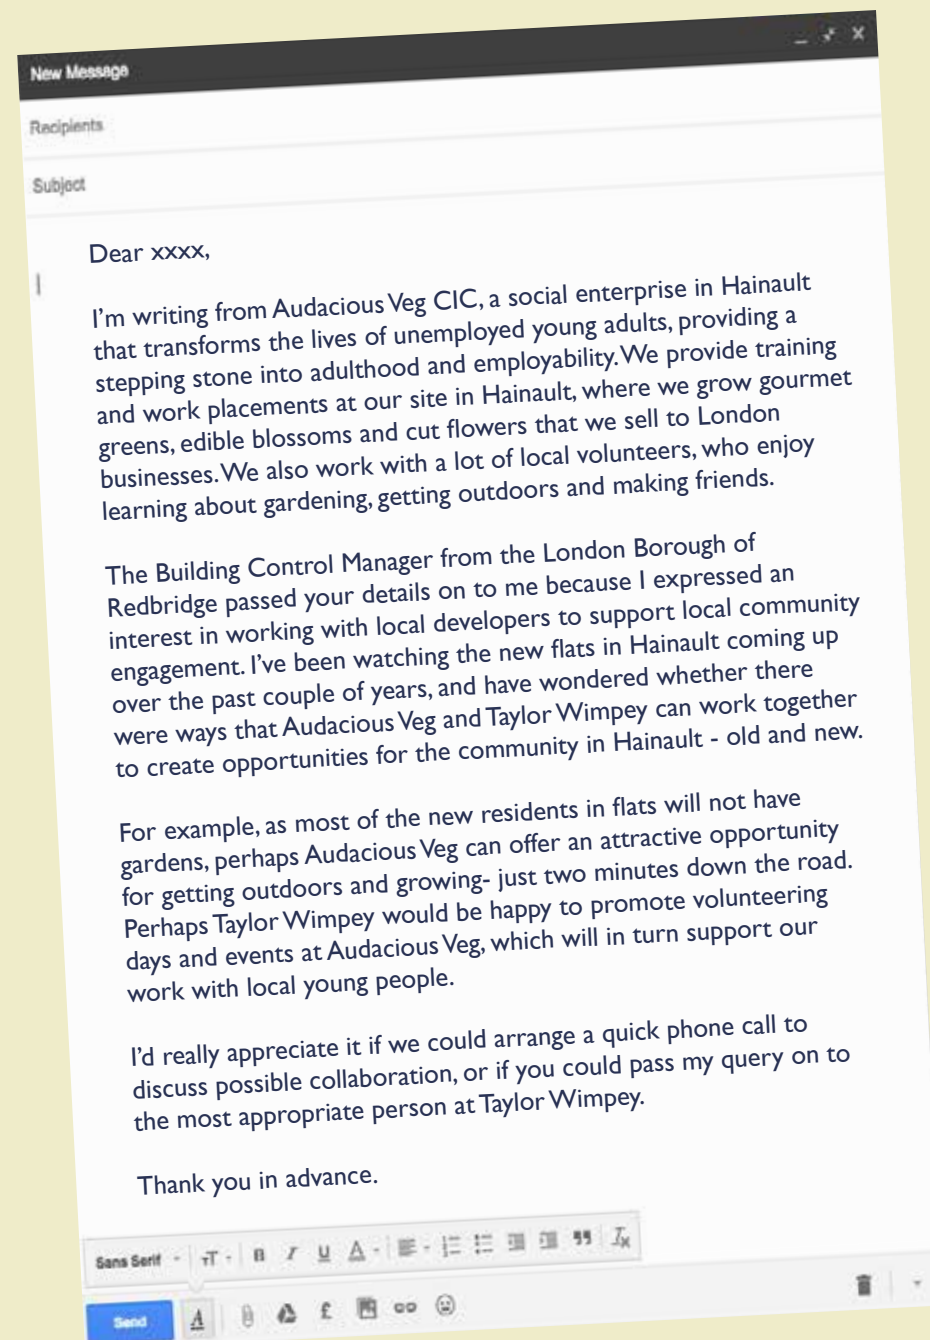 New Message
Recipients
Subject
Dear xxxx,
I'm writing from Audacious Veg CIC, a social enterprise in Hainault
that transforms the lives of unemployed young adults, providing a
stepping stone into adulthood and employability. We provide training
and work placements at our site in Hainault, where we grow gourmet
greens, edible blossoms and cut flowers that we sell to London
businesses. We also work with a lot of local volunteers, who enjoy
learning about gardening, getting outdoors and making friends.
The Building Control Manager from the London Borough of
Redbridge passed your details on to me because I expressed an
interest in working with local developers to support local community
engagement. I've been watching the new flats in Hainault coming up
over the past couple of years, and have wondered whether there
were ways that Audacious Veg and Taylor Wimpey can work together
to create opportunities for the community in Hainault - old and new.
For example, as most of the new residents in flats will not have
gardens, perhaps Audacious Veg can offer an attractive opportunity
for getting outdoors and growing- just two minutes down the road.
Perhaps Taylor Wimpey would be happy to promote volunteering
days and events at Audacious Veg, which will in turn support our
work with local young people.
I'd really appreciate it if we could arrange a quick phone call to
discuss possible collaboration, or if you could pass my query on to
the most appropriate person at Taylor Wimpey.
Thank you in advance.
Sans Serif
Send